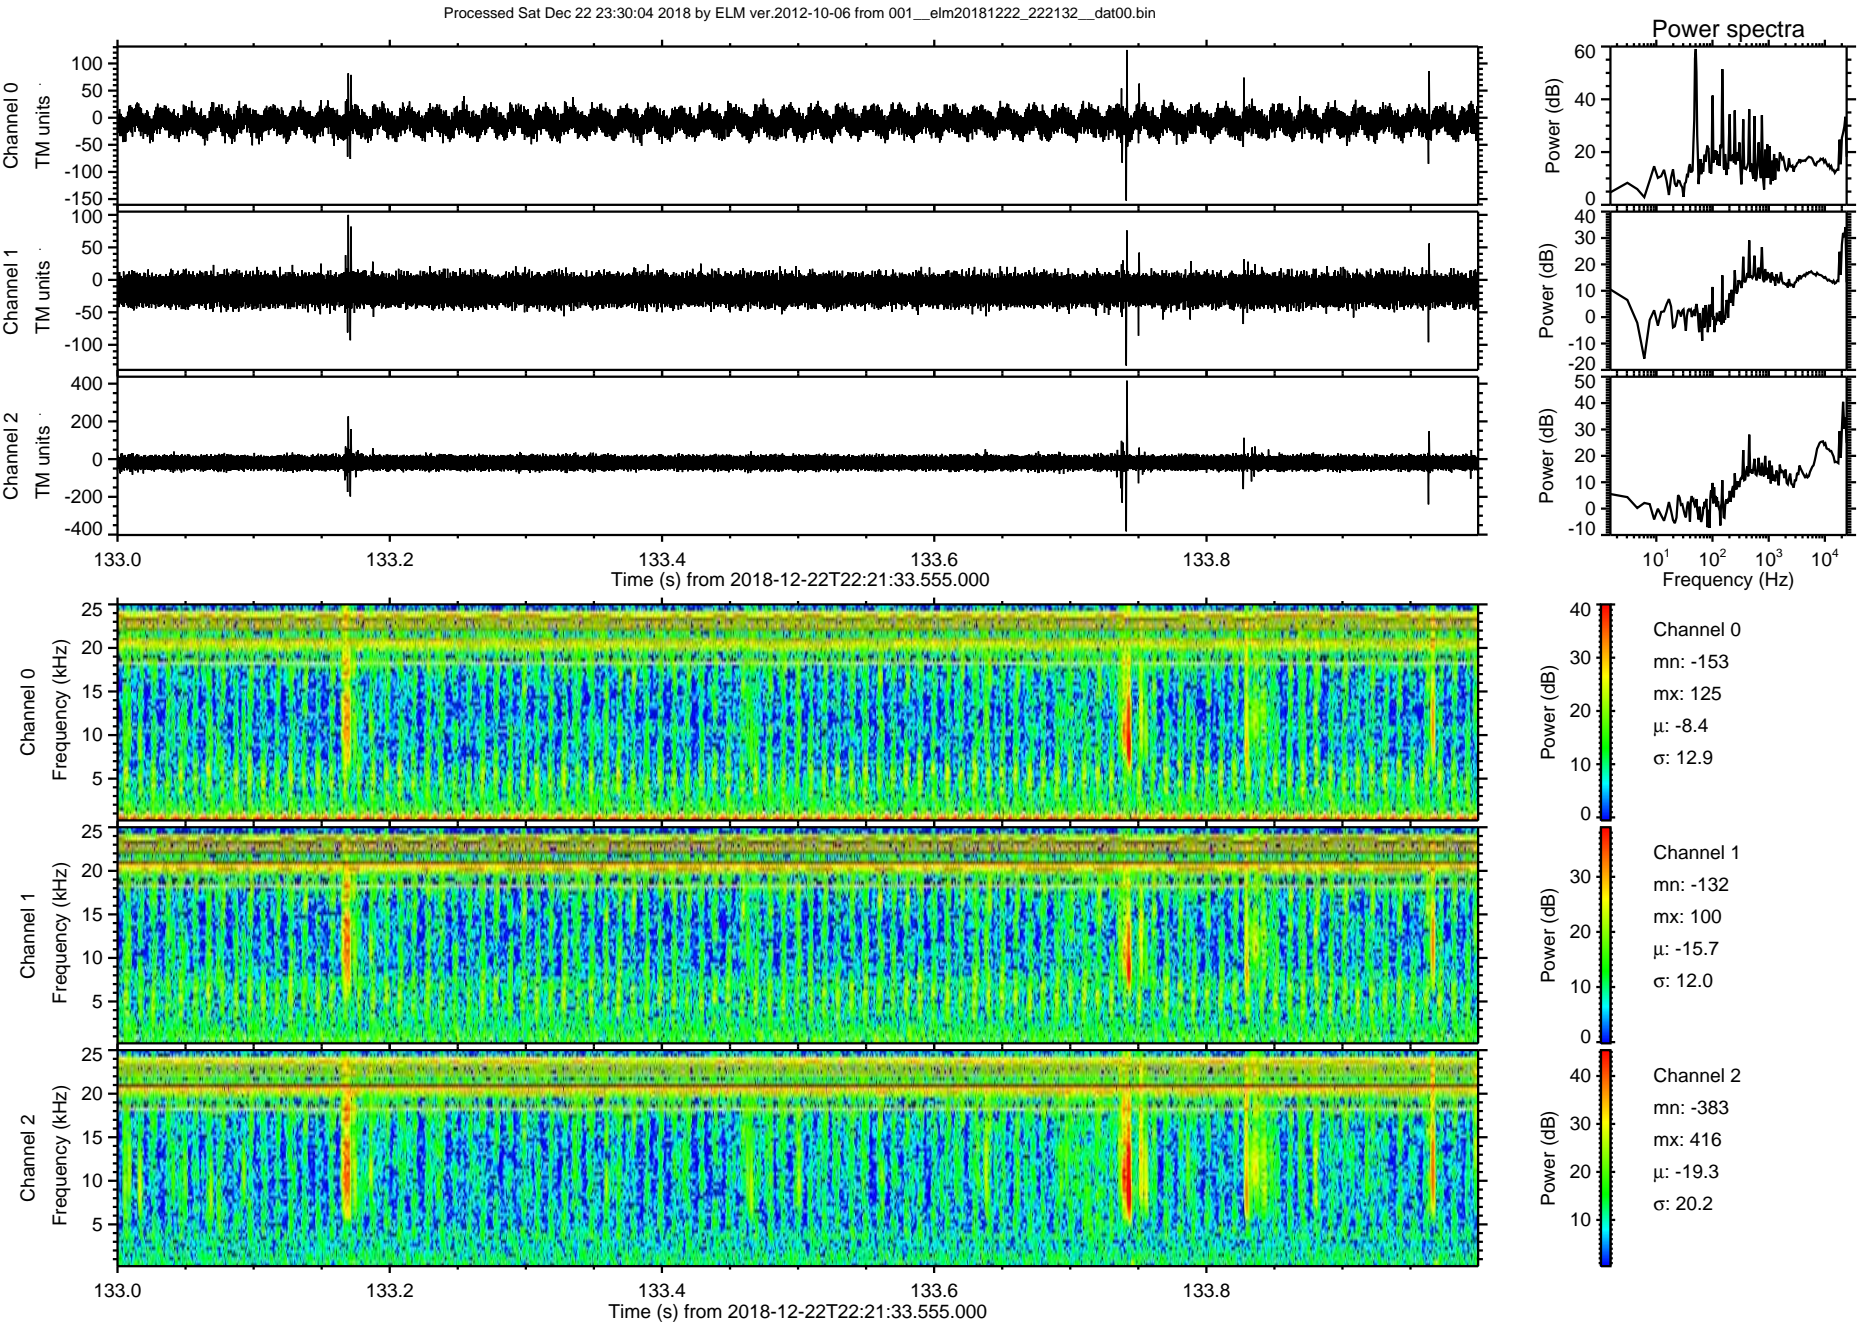 Processed Sat Dec 22 23:30:04 2018 by ELM ver.2012-10-06 from 001__elm20181222_222132__dat00.bin
Power spectra
Channel 0
TM units
100
50
0
-50
-100
-150
Power (dB)
60
40
20
0
Channel 1
TM units
100
50
0
-50
-100
Power (dB)
40
30
20
10
0
-10
-20
Channel 2
TM units
400
200
0
-200
-400
Power (dB)
50
40
30
20
10
0
-10
133.0 133.2 133.4 133.6 133.8
Time (s) from 2018-12-22T22:21:33.555.000
10^1 10^2 10^3 10^4
Frequency (Hz)
Channel 0
Frequency (kHz)
25
20
15
10
5
Power (dB)
40
30
20
10
0
Channel 0
mn: -153
mx: 125
μ: -8.4
σ: 12.9
Channel 1
Frequency (kHz)
25
20
15
10
5
Power (dB)
30
20
10
0
Channel 1
mn: -132
mx: 100
μ: -15.7
σ: 12.0
Channel 2
Frequency (kHz)
25
20
15
10
5
Power (dB)
40
30
20
10
Channel 2
mn: -383
mx: 416
μ: -19.3
σ: 20.2
133.0 133.2 133.4 133.6 133.8
Time (s) from 2018-12-22T22:21:33.555.000